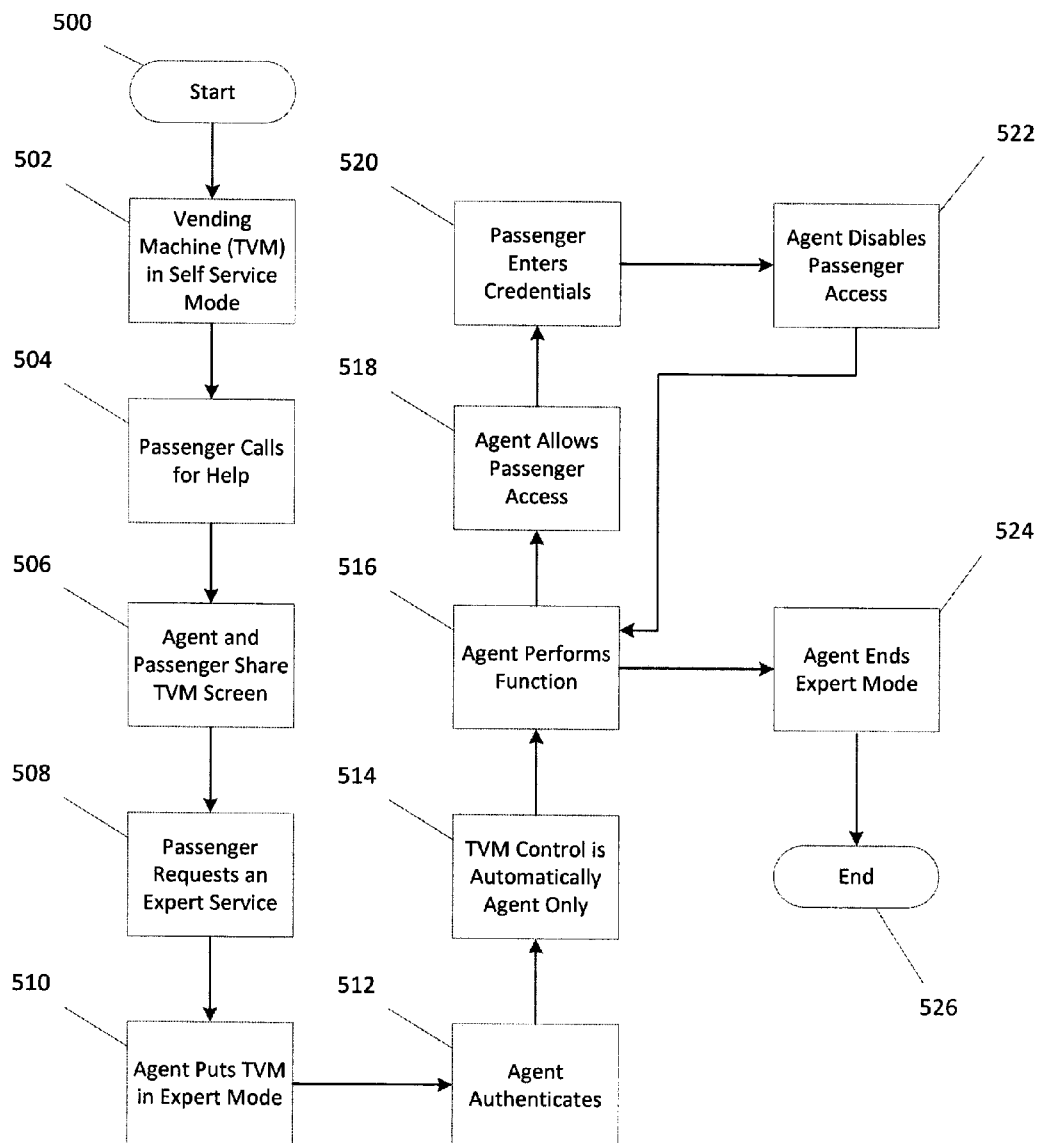 500
Start
502
Vending
Machine (TVM)
in Self Service
Mode
504
Passenger Calls
for Help
506
Agent and
Passenger Share
TVM Screen
508
Passenger
Requests an
Expert Service
510
Agent Puts TVM
in Expert Mode
512
Agent
Authenticates
514
TVM Control is
Automatically
Agent Only
516
Agent Performs
Function
518
Agent Allows
Passenger
Access
520
Passenger
Enters
Credentials
522
Agent Disables
Passenger
Access
524
Agent Ends
Expert Mode
End
526